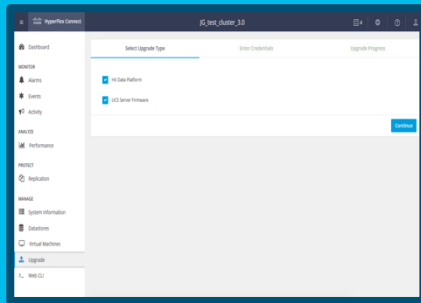 HyperFlex Connect
JG_test_cluster_3.0
Dashboard
MONITOR
Alarms
Events
Activity
ANALYZE
Performance
PROTECT
Replication
MANAGE
System Information
Datastores
Virtual Machines
Upgrade
Web CLI
Select Upgrade Type
Enter Credentials
Upgrade Progress
HX Data Platform
UCS Server Firmware
Continue